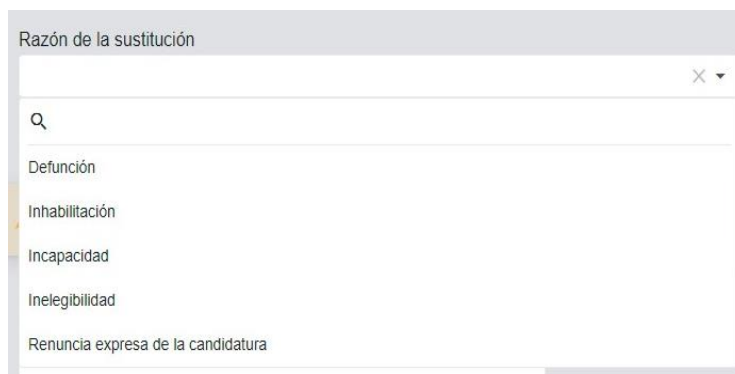 Razón de la sustitución
Defunción
Inhabilitación
Incapacidad
Inelegibilidad
Renuncia expresa de la candidatura